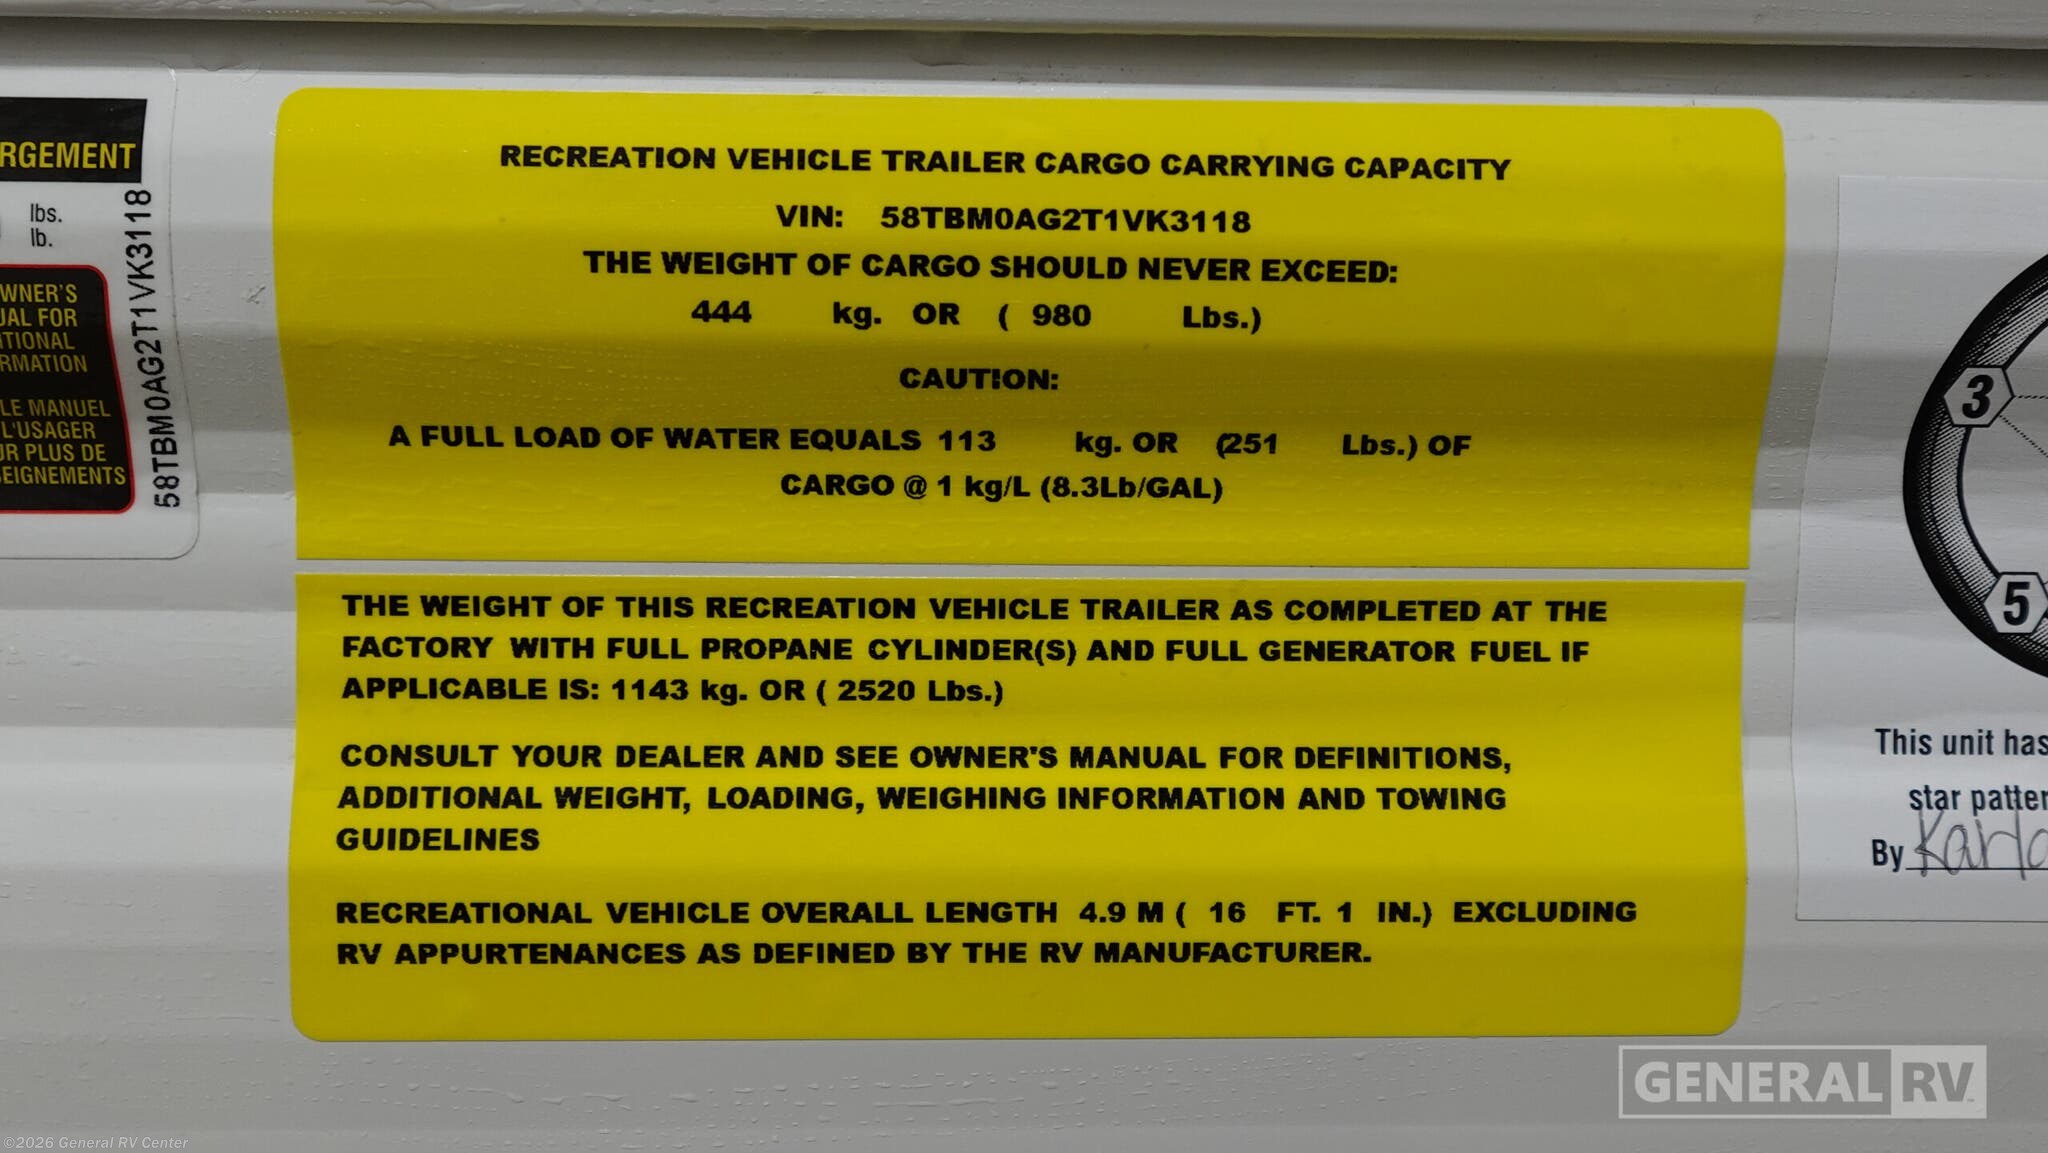 RGEMENT
lbs.
lb.
WNER'S
UAL FOR
ITIONAL
RMATION
LE MANUEL
L'USAGER
UR PLUS DE
SEIGNEMENTS
58TBM0AG2T1VK3118
RECREATION VEHICLE TRAILER CARGO CARRYING CAPACITY
VIN: 58TBM0AG2T1VK3118
THE WEIGHT OF CARGO SHOULD NEVER EXCEED:
444 kg. OR ( 980 Lbs.)
CAUTION:
A FULL LOAD OF WATER EQUALS 113 kg. OR (251 Lbs.) OF
CARGO @ 1 kg/L (8.3Lb/GAL)
THE WEIGHT OF THIS RECREATION VEHICLE TRAILER AS COMPLETED AT THE
FACTORY WITH FULL PROPANE CYLINDER(S) AND FULL GENERATOR FUEL IF
APPLICABLE IS: 1143 kg. OR ( 2520 Lbs.)
CONSULT YOUR DEALER AND SEE OWNER'S MANUAL FOR DEFINITIONS,
ADDITIONAL WEIGHT, LOADING, WEIGHING INFORMATION AND TOWING
GUIDELINES
RECREATIONAL VEHICLE OVERALL LENGTH 4.9 M ( 16 FT. 1 IN.) EXCLUDING
RV APPURTENANCES AS DEFINED BY THE RV MANUFACTURER.
3
5
This unit has
star patter
By Karla
GENERAL RV
©2026 General RV Center